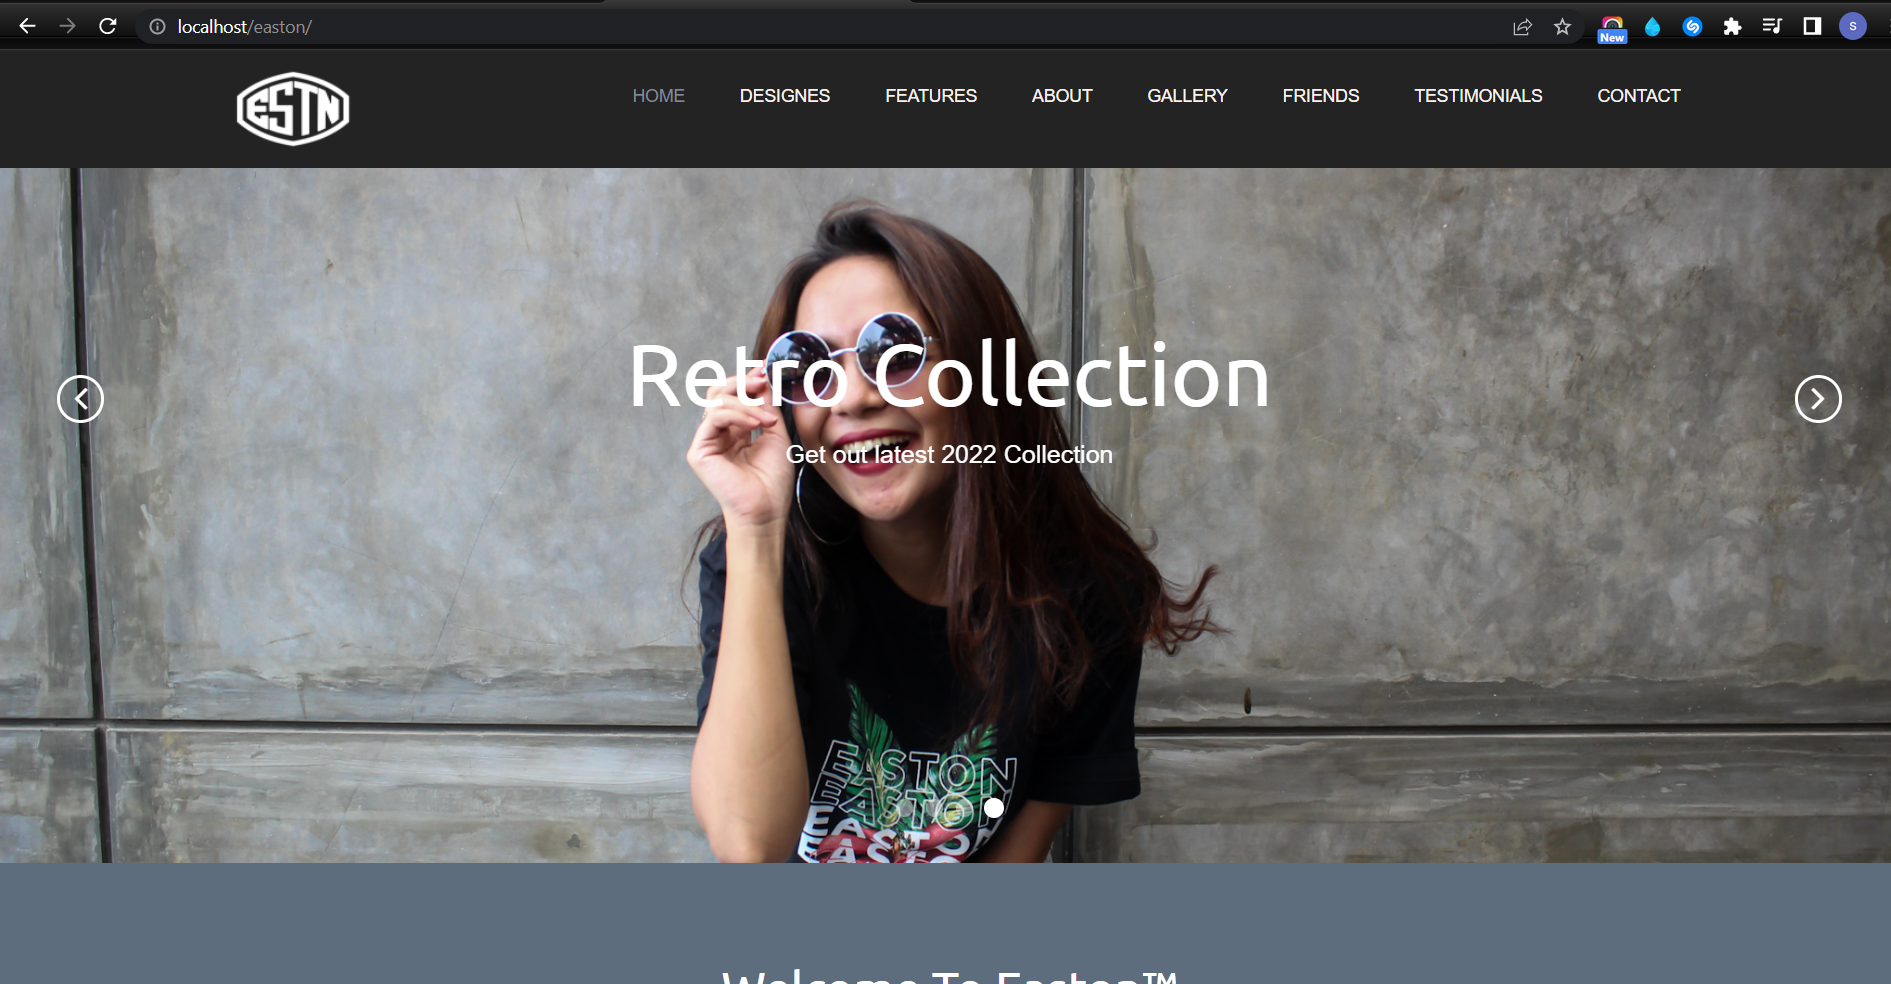 localhost/easton/
New
S
ESTN
HOME DESIGNES FEATURES ABOUT GALLERY FRIENDS TESTIMONIALS CONTACT
Retro Collection
Get out latest 2022 Collection
EASTON
EASTON
EASTON
EASTO
Welcome To Easton™